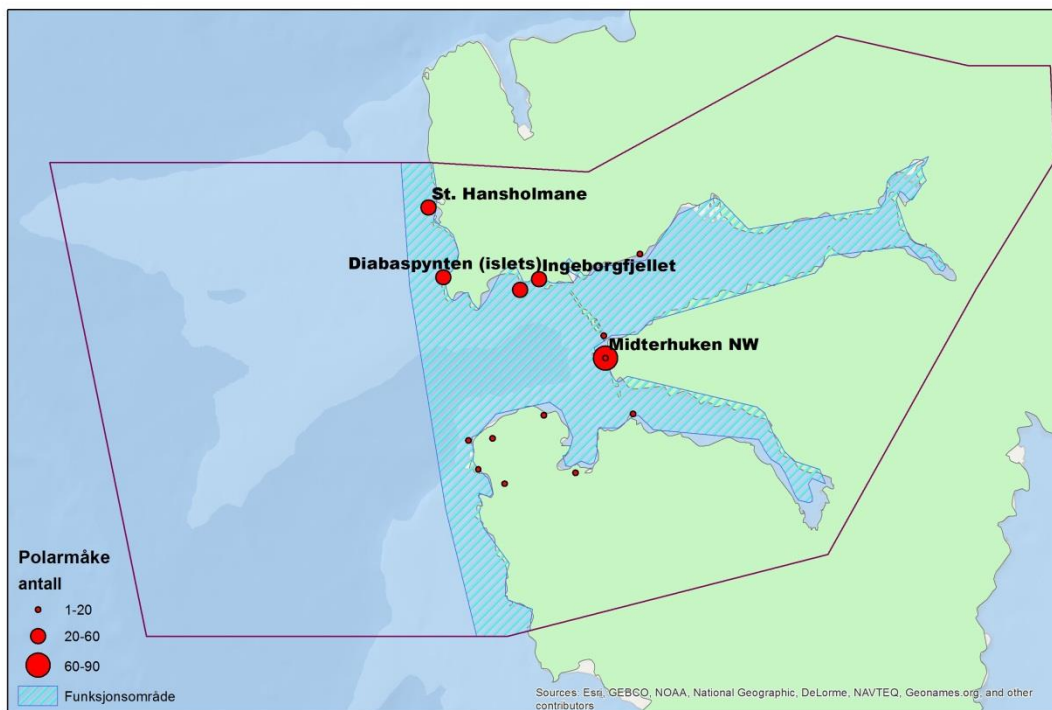 St. Hansholmane
Diabaspynten (islets)
Ingeborgfjellet
Midterhuken NW
Polarmåke
antall
1-20
20-60
60-90
Funksjonsområde
Sources: Esri, GEBCO, NOAA, National Geographic, DeLorme, NAVTEQ, Geonames.org, and other
contributors